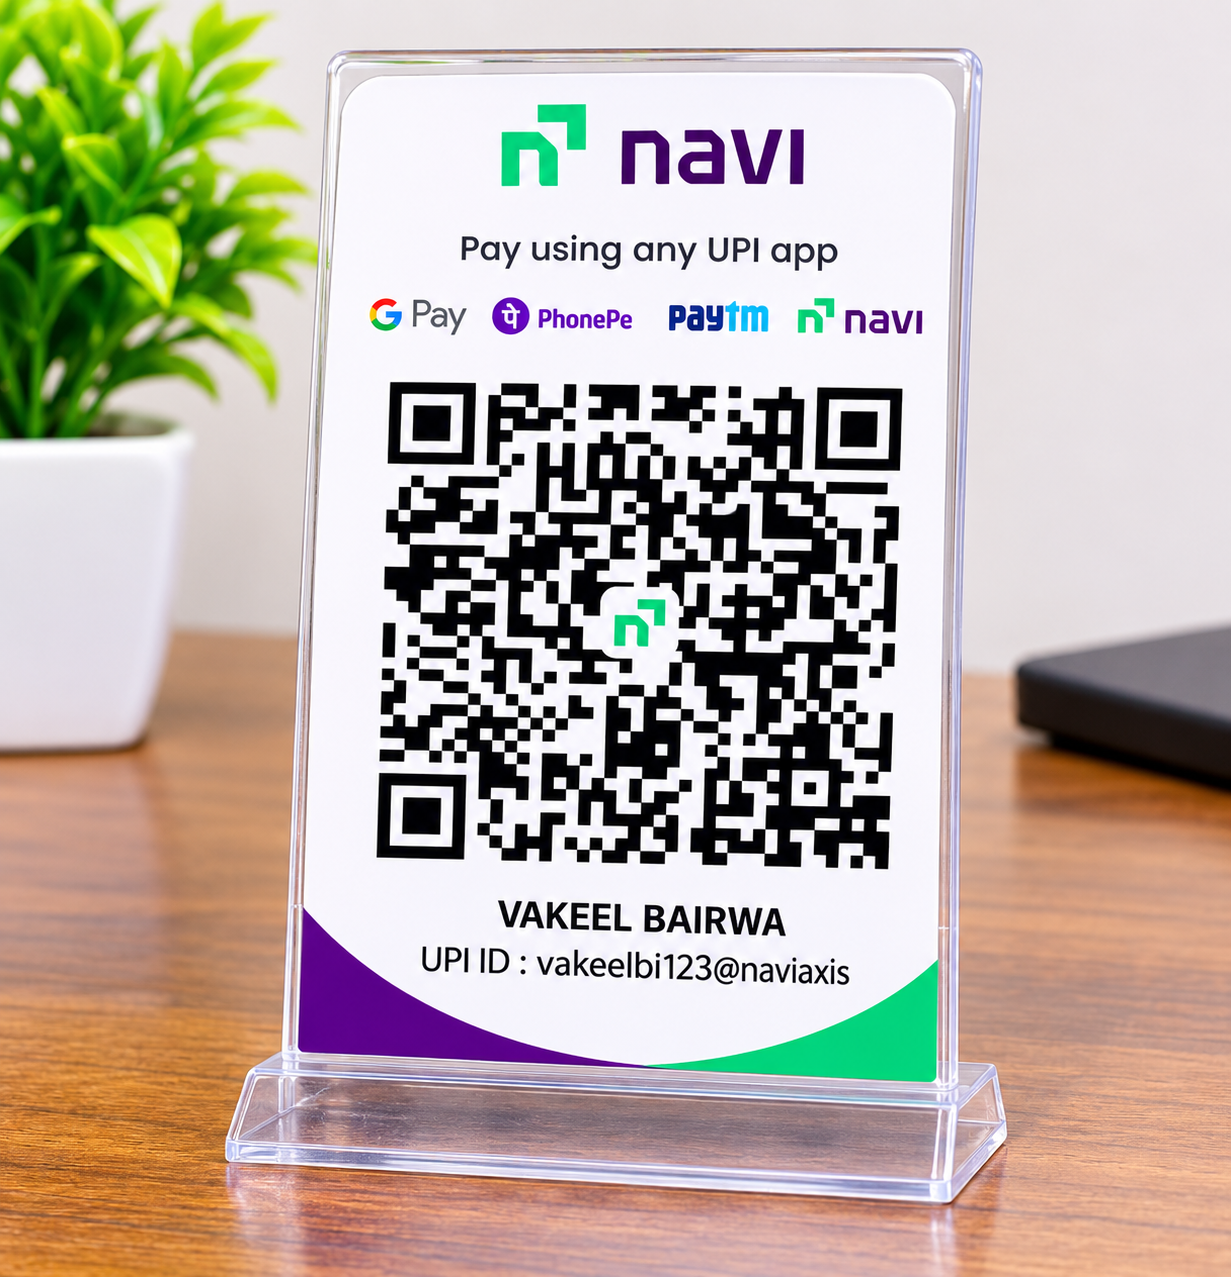 navi
Pay using any UPI app
G Pay पे PhonePe paytm n navi
n
VAKEEL BAIRWA
UPI ID : vakeelbi123@naviaxis